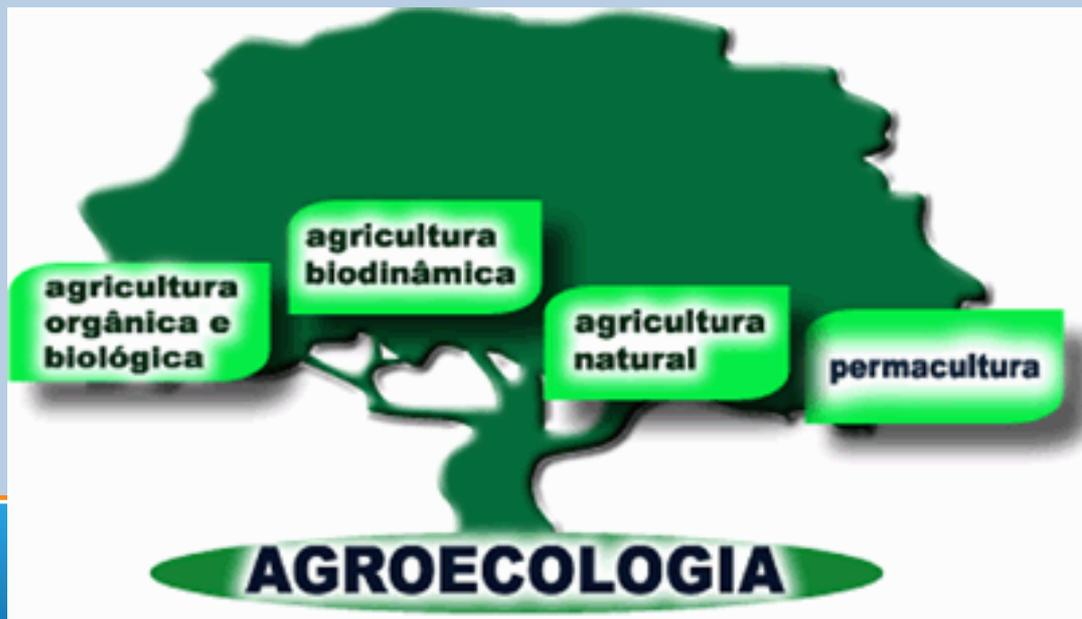 agricultura
orgânica e
biológica
agricultura
biodinâmica
agricultura
natural
permacultura
AGROECOLOGIA